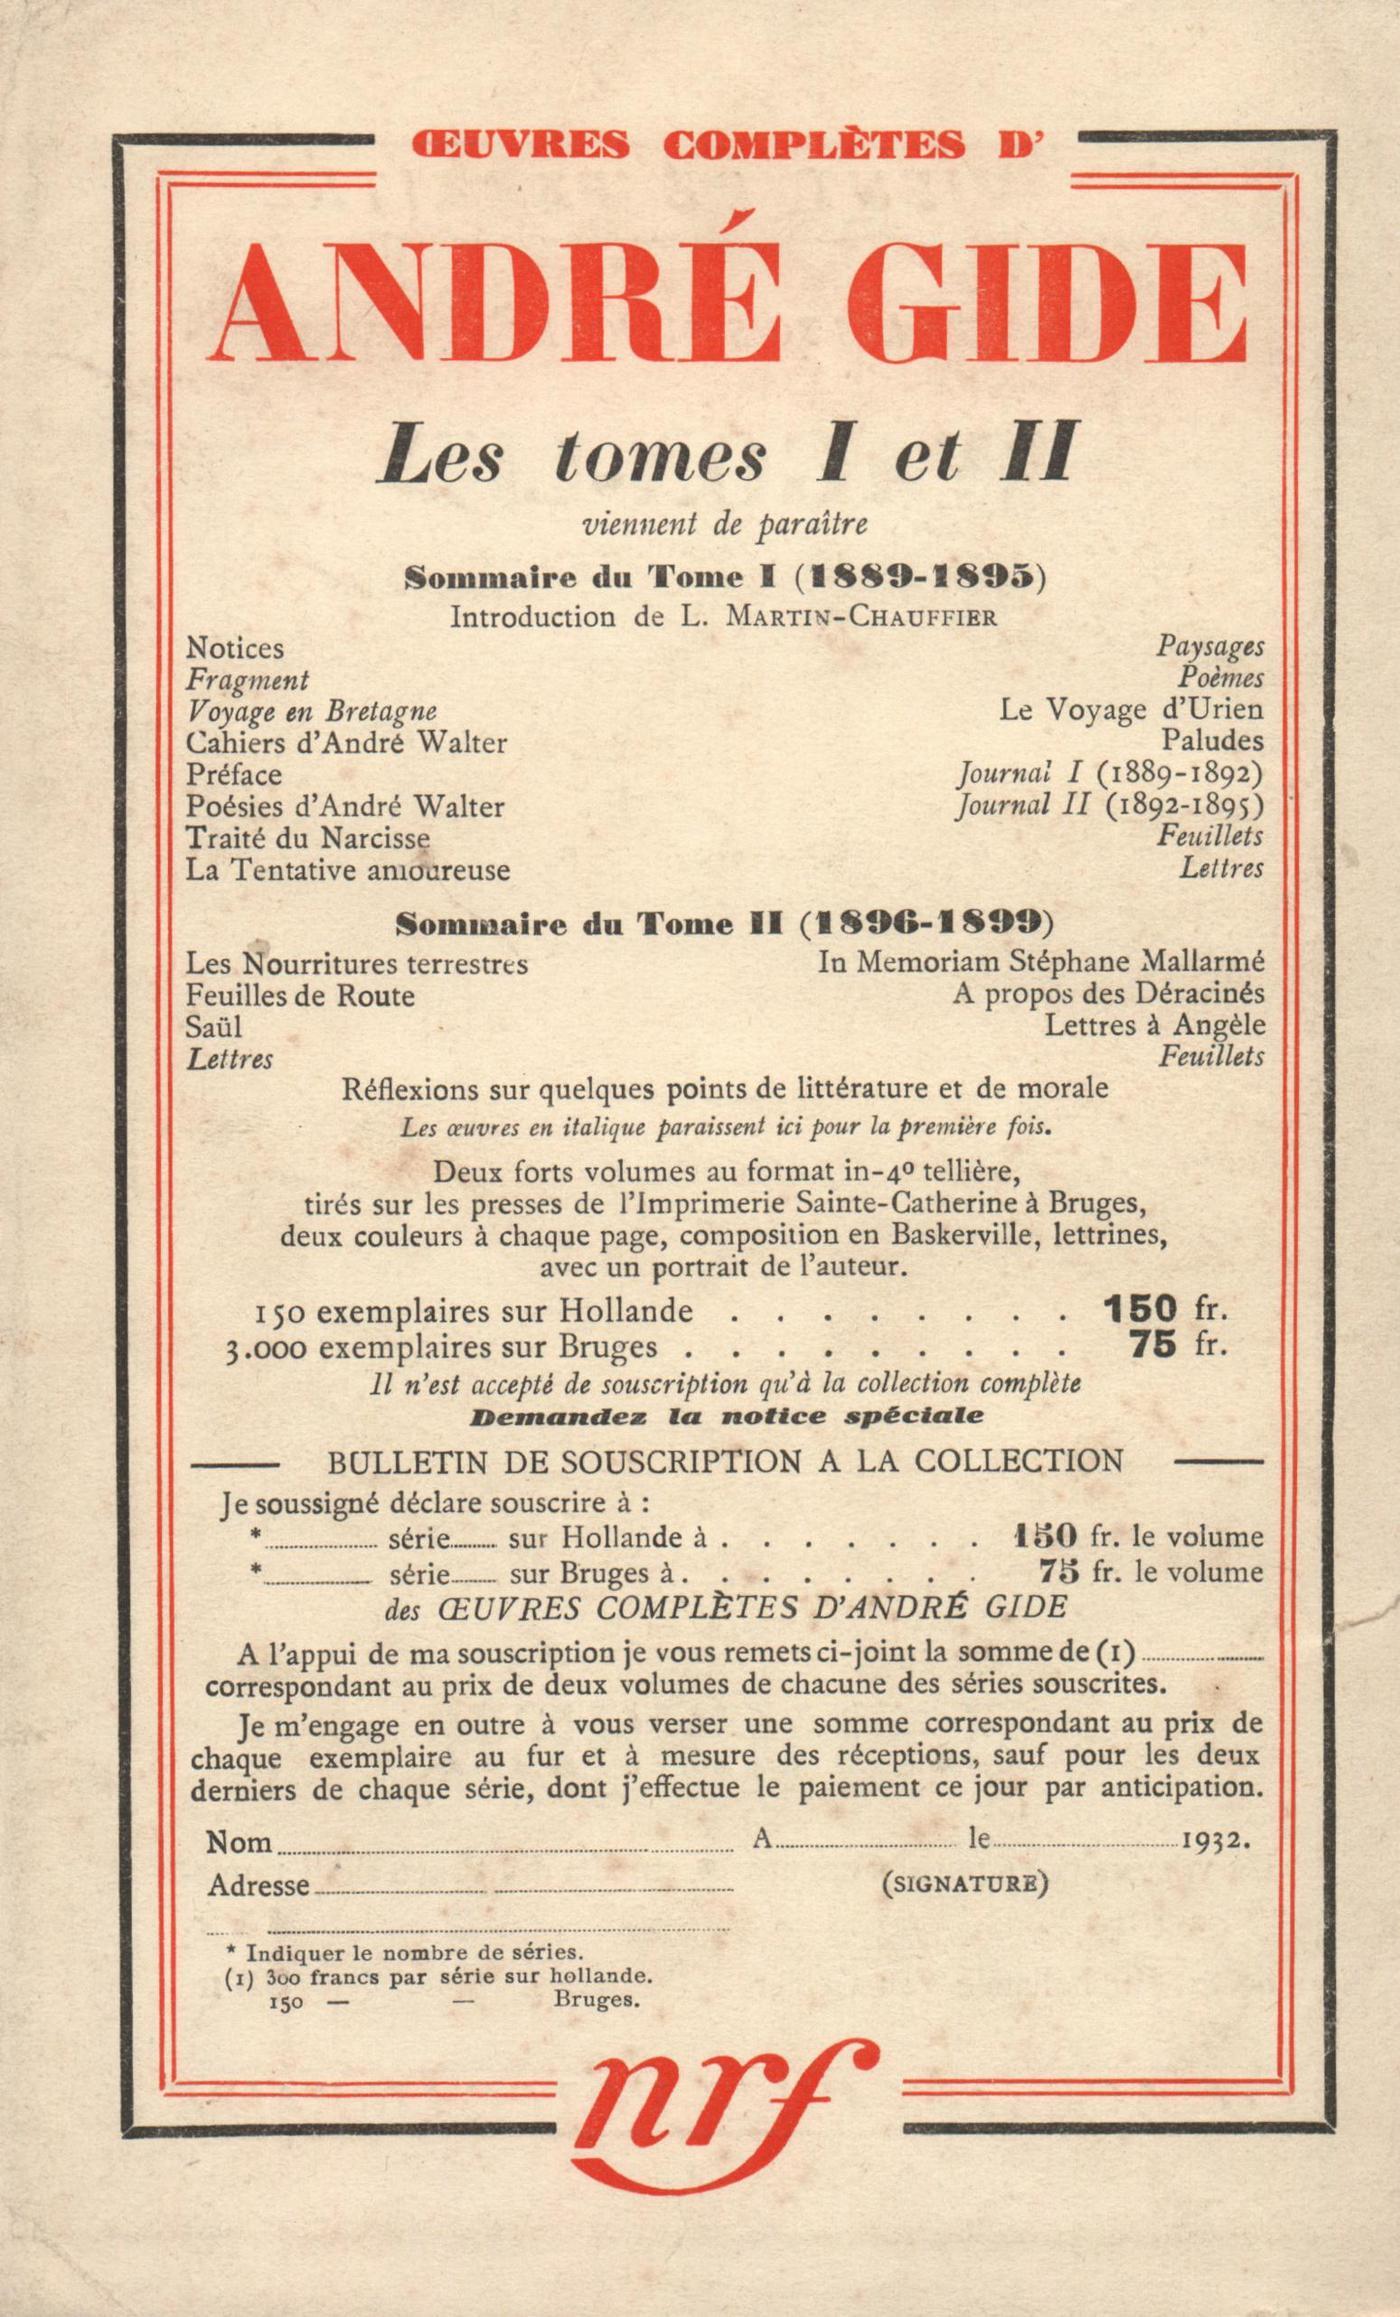 ŒUVRES COMPLÈTES D'
ANDRÉ GIDE
Les tomes I et II
viennent de paraître
Sommaire du Tome I (1889-1895)
Introduction de L. MARTIN-CHAUFFIER
Notices
Fragment
Voyage en Bretagne
Cahiers d'André Walter
Préface
Poésies d'André Walter
Traité du Narcisse
La Tentative amoureuse
Paysages
Poèmes
Le Voyage d'Urien
Paludes
Journal I (1889-1892)
Journal II (1892-1895)
Feuillets
Lettres
Sommaire du Tome II (1896-1899)
Les Nourritures terrestres
Feuilles de Route
Saül
Lettres
In Memoriam Stéphane Mallarmé
A propos des Déracinés
Lettres à Angèle
Feuillets
Réflexions sur quelques points de littérature et de morale
Les œuvres en italique paraissent ici pour la première fois.
Deux forts volumes au format in-4º tellière,
tirés sur les presses de l'Imprimerie Sainte-Catherine à Bruges,
deux couleurs à chaque page, composition en Baskerville, lettrines,
avec un portrait de l'auteur.
150 exemplaires sur Hollande . . . . . . . . 150 fr.
3.000 exemplaires sur Bruges . . . . . . . . . 75 fr.
Il n'est accepté de souscription qu'à la collection complète
Demandez la notice spéciale
BULLETIN DE SOUSCRIPTION A LA COLLECTION
Je soussigné déclare souscrire à :
*........ série........ sur Hollande à . . . . . . . 150 fr. le volume
*........ série........ sur Bruges à . . . . . . . . 75 fr. le volume
des ŒUVRES COMPLÈTES D'ANDRÉ GIDE
A l'appui de ma souscription je vous remets ci-joint la somme de (1)........
correspondant au prix de deux volumes de chacune des séries souscrites.
Je m'engage en outre à vous verser une somme correspondant au prix de
chaque exemplaire au fur et à mesure des réceptions, sauf pour les deux
derniers de chaque série, dont j'effectue le paiement ce jour par anticipation.
Nom........ A........ le........1932.
Adresse........ (SIGNATURE)
* Indiquer le nombre de séries.
(1) 300 francs par série sur hollande.
150 — — Bruges.
nrf